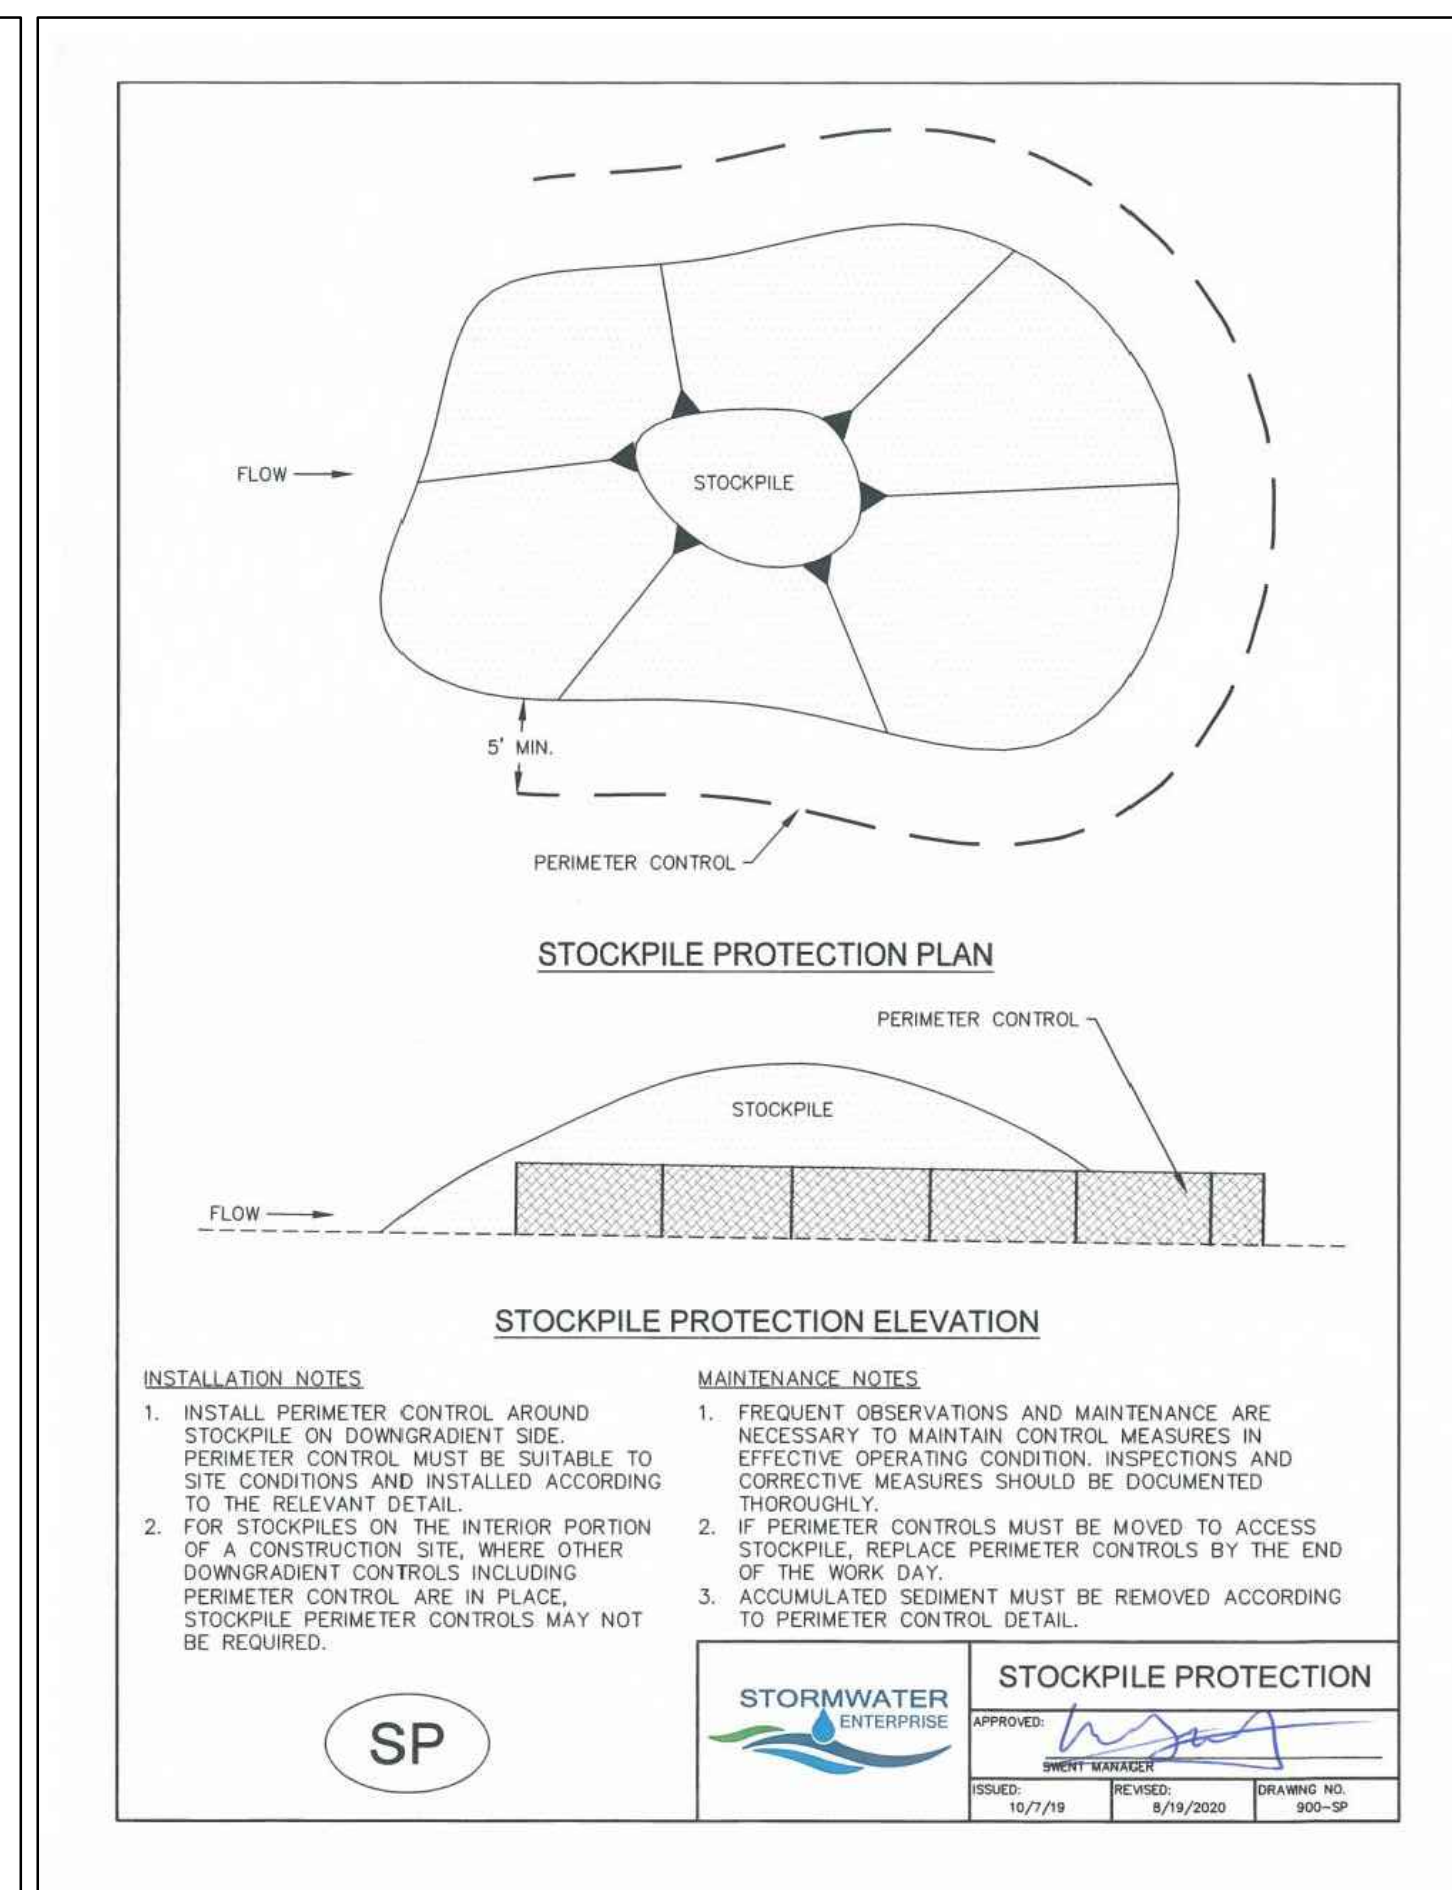 FLOW
STOCKPILE
5' MIN.
PERIMETER CONTROL
STOCKPILE PROTECTION PLAN
PERIMETER CONTROL
STOCKPILE
FLOW
STOCKPILE PROTECTION ELEVATION
INSTALLATION NOTES
1. INSTALL PERIMETER CONTROL AROUND
STOCKPILE ON DOWNGRADIENT SIDE.
PERIMETER CONTROL MUST BE SUITABLE TO
SITE CONDITIONS AND INSTALLED ACCORDING
TO THE RELEVANT DETAIL.
2. FOR STOCKPILES ON THE INTERIOR PORTION
OF A CONSTRUCTION SITE, WHERE OTHER
DOWNGRADIENT CONTROLS INCLUDING
PERIMETER CONTROL ARE IN PLACE,
STOCKPILE PERIMETER CONTROLS MAY NOT
BE REQUIRED.
MAINTENANCE NOTES
1. FREQUENT OBSERVATIONS AND MAINTENANCE ARE
NECESSARY TO MAINTAIN CONTROL MEASURES IN
EFFECTIVE OPERATING CONDITION. INSPECTIONS AND
CORRECTIVE MEASURES SHOULD BE DOCUMENTED
THOROUGHLY.
2. IF PERIMETER CONTROLS MUST BE MOVED TO ACCESS
STOCKPILE, REPLACE PERIMETER CONTROLS BY THE END
OF THE WORK DAY.
3. ACCUMULATED SEDIMENT MUST BE REMOVED ACCORDING
TO PERIMETER CONTROL DETAIL.
SP
STORMWATER
ENTERPRISE
STOCKPILE PROTECTION
APPROVED:
SWENT MANAGER
ISSUED:
10/7/19
REVISED:
8/19/2020
DRAWING NO.
900-SP